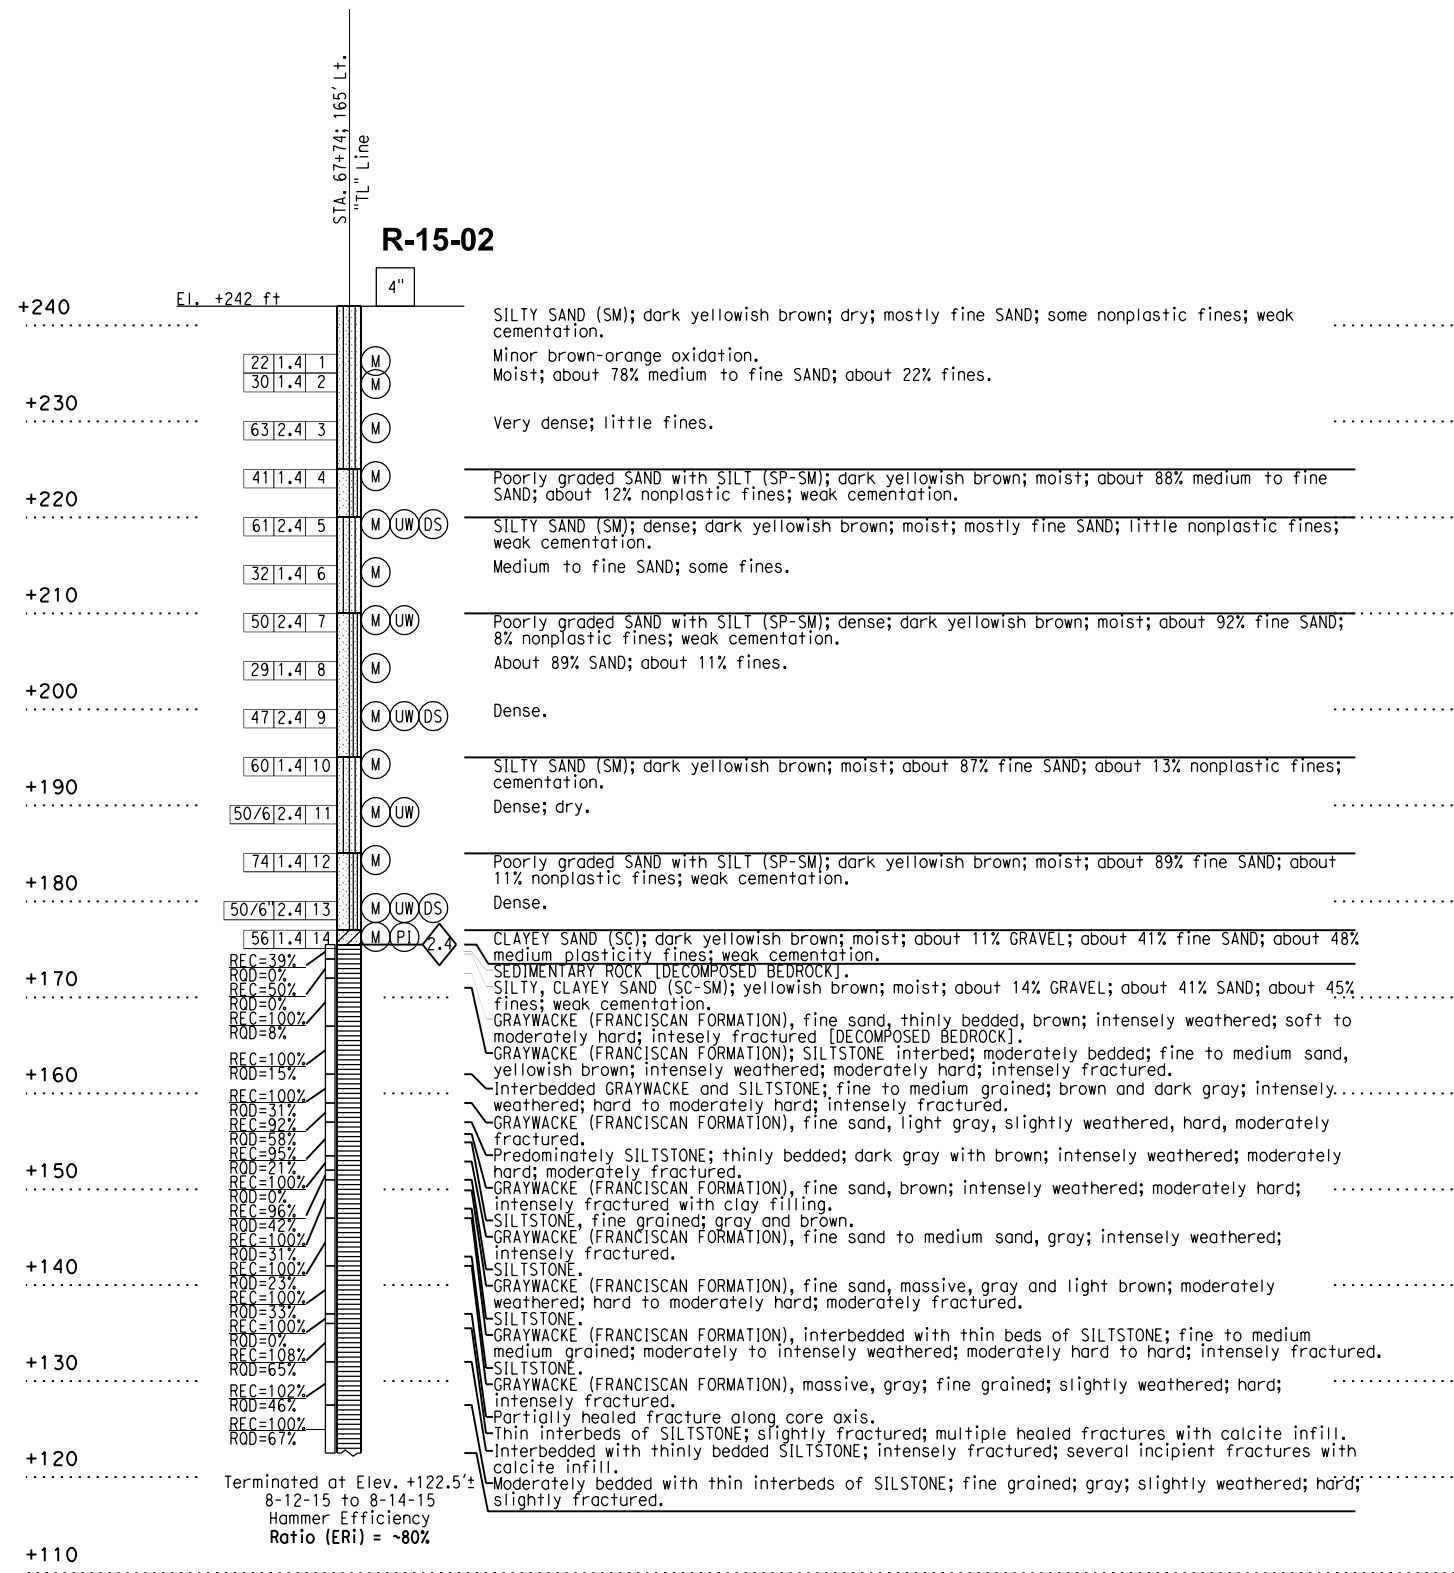 STA. 67+74; 165' Lt.
"TL" Line
R-15-02
4"
El. +242 ft
+240
+230
+220
+210
+200
+190
+180
+170
+160
+150
+140
+130
+120
+110
22 1.4 1 M
30 1.4 2 M
63 2.4 3 M
41 1.4 4 M
61 2.4 5 M UW DS
32 1.4 6 M
50 2.4 7 M UW
29 1.4 8 M
47 2.4 9 M UW DS
60 1.4 10 M
50/6 2.4 11 M UW
74 1.4 12 M
50/6" 2.4 13 M UW DS
56 1.4 14 M PI 2.4
REC=39%
RQD=0%
REC=50%
RQD=0%
REC=100%
RQD=8%
REC=100%
RQD=15%
REC=100%
RQD=31%
REC=92%
RQD=58%
REC=95%
RQD=21%
REC=100%
RQD=0%
REC=96%
RQD=42%
REC=100%
RQD=31%
REC=100%
RQD=23%
REC=100%
RQD=33%
REC=100%
RQD=0%
REC=108%
RQD=65%
REC=102%
RQD=46%
REC=100%
RQD=67%
SILTY SAND (SM); dark yellowish brown; dry; mostly fine SAND; some nonplastic fines; weak
cementation.
Minor brown-orange oxidation.
Moist; about 78% medium to fine SAND; about 22% fines.
Very dense; little fines.
Poorly graded SAND with SILT (SP-SM); dark yellowish brown; moist; about 88% medium to fine
SAND; about 12% nonplastic fines; weak cementation.
SILTY SAND (SM); dense; dark yellowish brown; moist; mostly fine SAND; little nonplastic fines;
weak cementation.
Medium to fine SAND; some fines.
Poorly graded SAND with SILT (SP-SM); dense; dark yellowish brown; moist; about 92% fine SAND;
8% nonplastic fines; weak cementation.
About 89% SAND; about 11% fines.
Dense.
SILTY SAND (SM); dark yellowish brown; moist; about 87% fine SAND; about 13% nonplastic fines;
cementation.
Dense; dry.
Poorly graded SAND with SILT (SP-SM); dark yellowish brown; moist; about 89% fine SAND; about
11% nonplastic fines; weak cementation.
Dense.
CLAYEY SAND (SC); dark yellowish brown; moist; about 11% GRAVEL; about 41% fine SAND; about 48%
medium plasticity fines; weak cementation.
SEDIMENTARY ROCK [DECOMPOSED BEDROCK].
SILTY, CLAYEY SAND (SC-SM); yellowish brown; moist; about 14% GRAVEL; about 41% SAND; about 45%
fines; weak cementation.
GRAYWACKE (FRANCISCAN FORMATION), fine sand, thinly bedded, brown; intensely weathered; soft to
moderately hard; intesely fractured [DECOMPOSED BEDROCK].
GRAYWACKE (FRANCISCAN FORMATION); SILTSTONE interbed; moderately bedded; fine to medium sand,
yellowish brown; intensely weathered; moderately hard; intensely fractured.
Interbedded GRAYWACKE and SILTSTONE; fine to medium grained; brown and dark gray; intensely
weathered; hard to moderately hard; intensely fractured.
GRAYWACKE (FRANCISCAN FORMATION), fine sand, light gray, slightly weathered, hard, moderately
fractured.
Predominately SILTSTONE; thinly bedded; dark gray with brown; intensely weathered; moderately
hard; moderately fractured.
GRAYWACKE (FRANCISCAN FORMATION), fine sand, brown; intensely weathered; moderately hard;
intensely fractured with clay filling.
SILTSTONE, fine grained; gray and brown.
GRAYWACKE (FRANCISCAN FORMATION), fine sand to medium sand, gray; intensely weathered;
intensely fractured.
SILTSTONE.
GRAYWACKE (FRANCISCAN FORMATION), fine sand, massive, gray and light brown; moderately
weathered; hard to moderately hard; moderately fractured.
SILTSTONE.
GRAYWACKE (FRANCISCAN FORMATION), interbedded with thin beds of SILTSTONE; fine to medium
medium grained; moderately to intensely weathered; moderately hard to hard; intensely fractured.
SILTSTONE.
GRAYWACKE (FRANCISCAN FORMATION), massive, gray; fine grained; slightly weathered; hard;
intensely fractured.
Partially healed fracture along core axis.
Thin interbeds of SILTSTONE; slightly fractured; multiple healed fractures with calcite infill.
Interbedded with thinly bedded SILTSTONE; intensely fractured; several incipient fractures with
calcite infill.
Moderately bedded with thin interbeds of SILSTONE; fine grained; gray; slightly weathered; hard;
slightly fractured.
Terminated at Elev. +122.5'±
8-12-15 to 8-14-15
Hammer Efficiency
Ratio (ERi) = ~80%